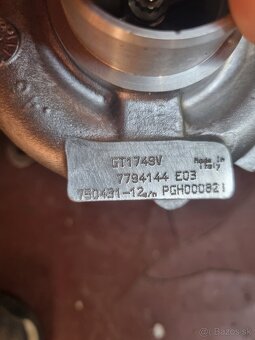 GT1749V
Made in
Italy
7794144 E03
750431-12 s/n PGH000821
bazos.sk